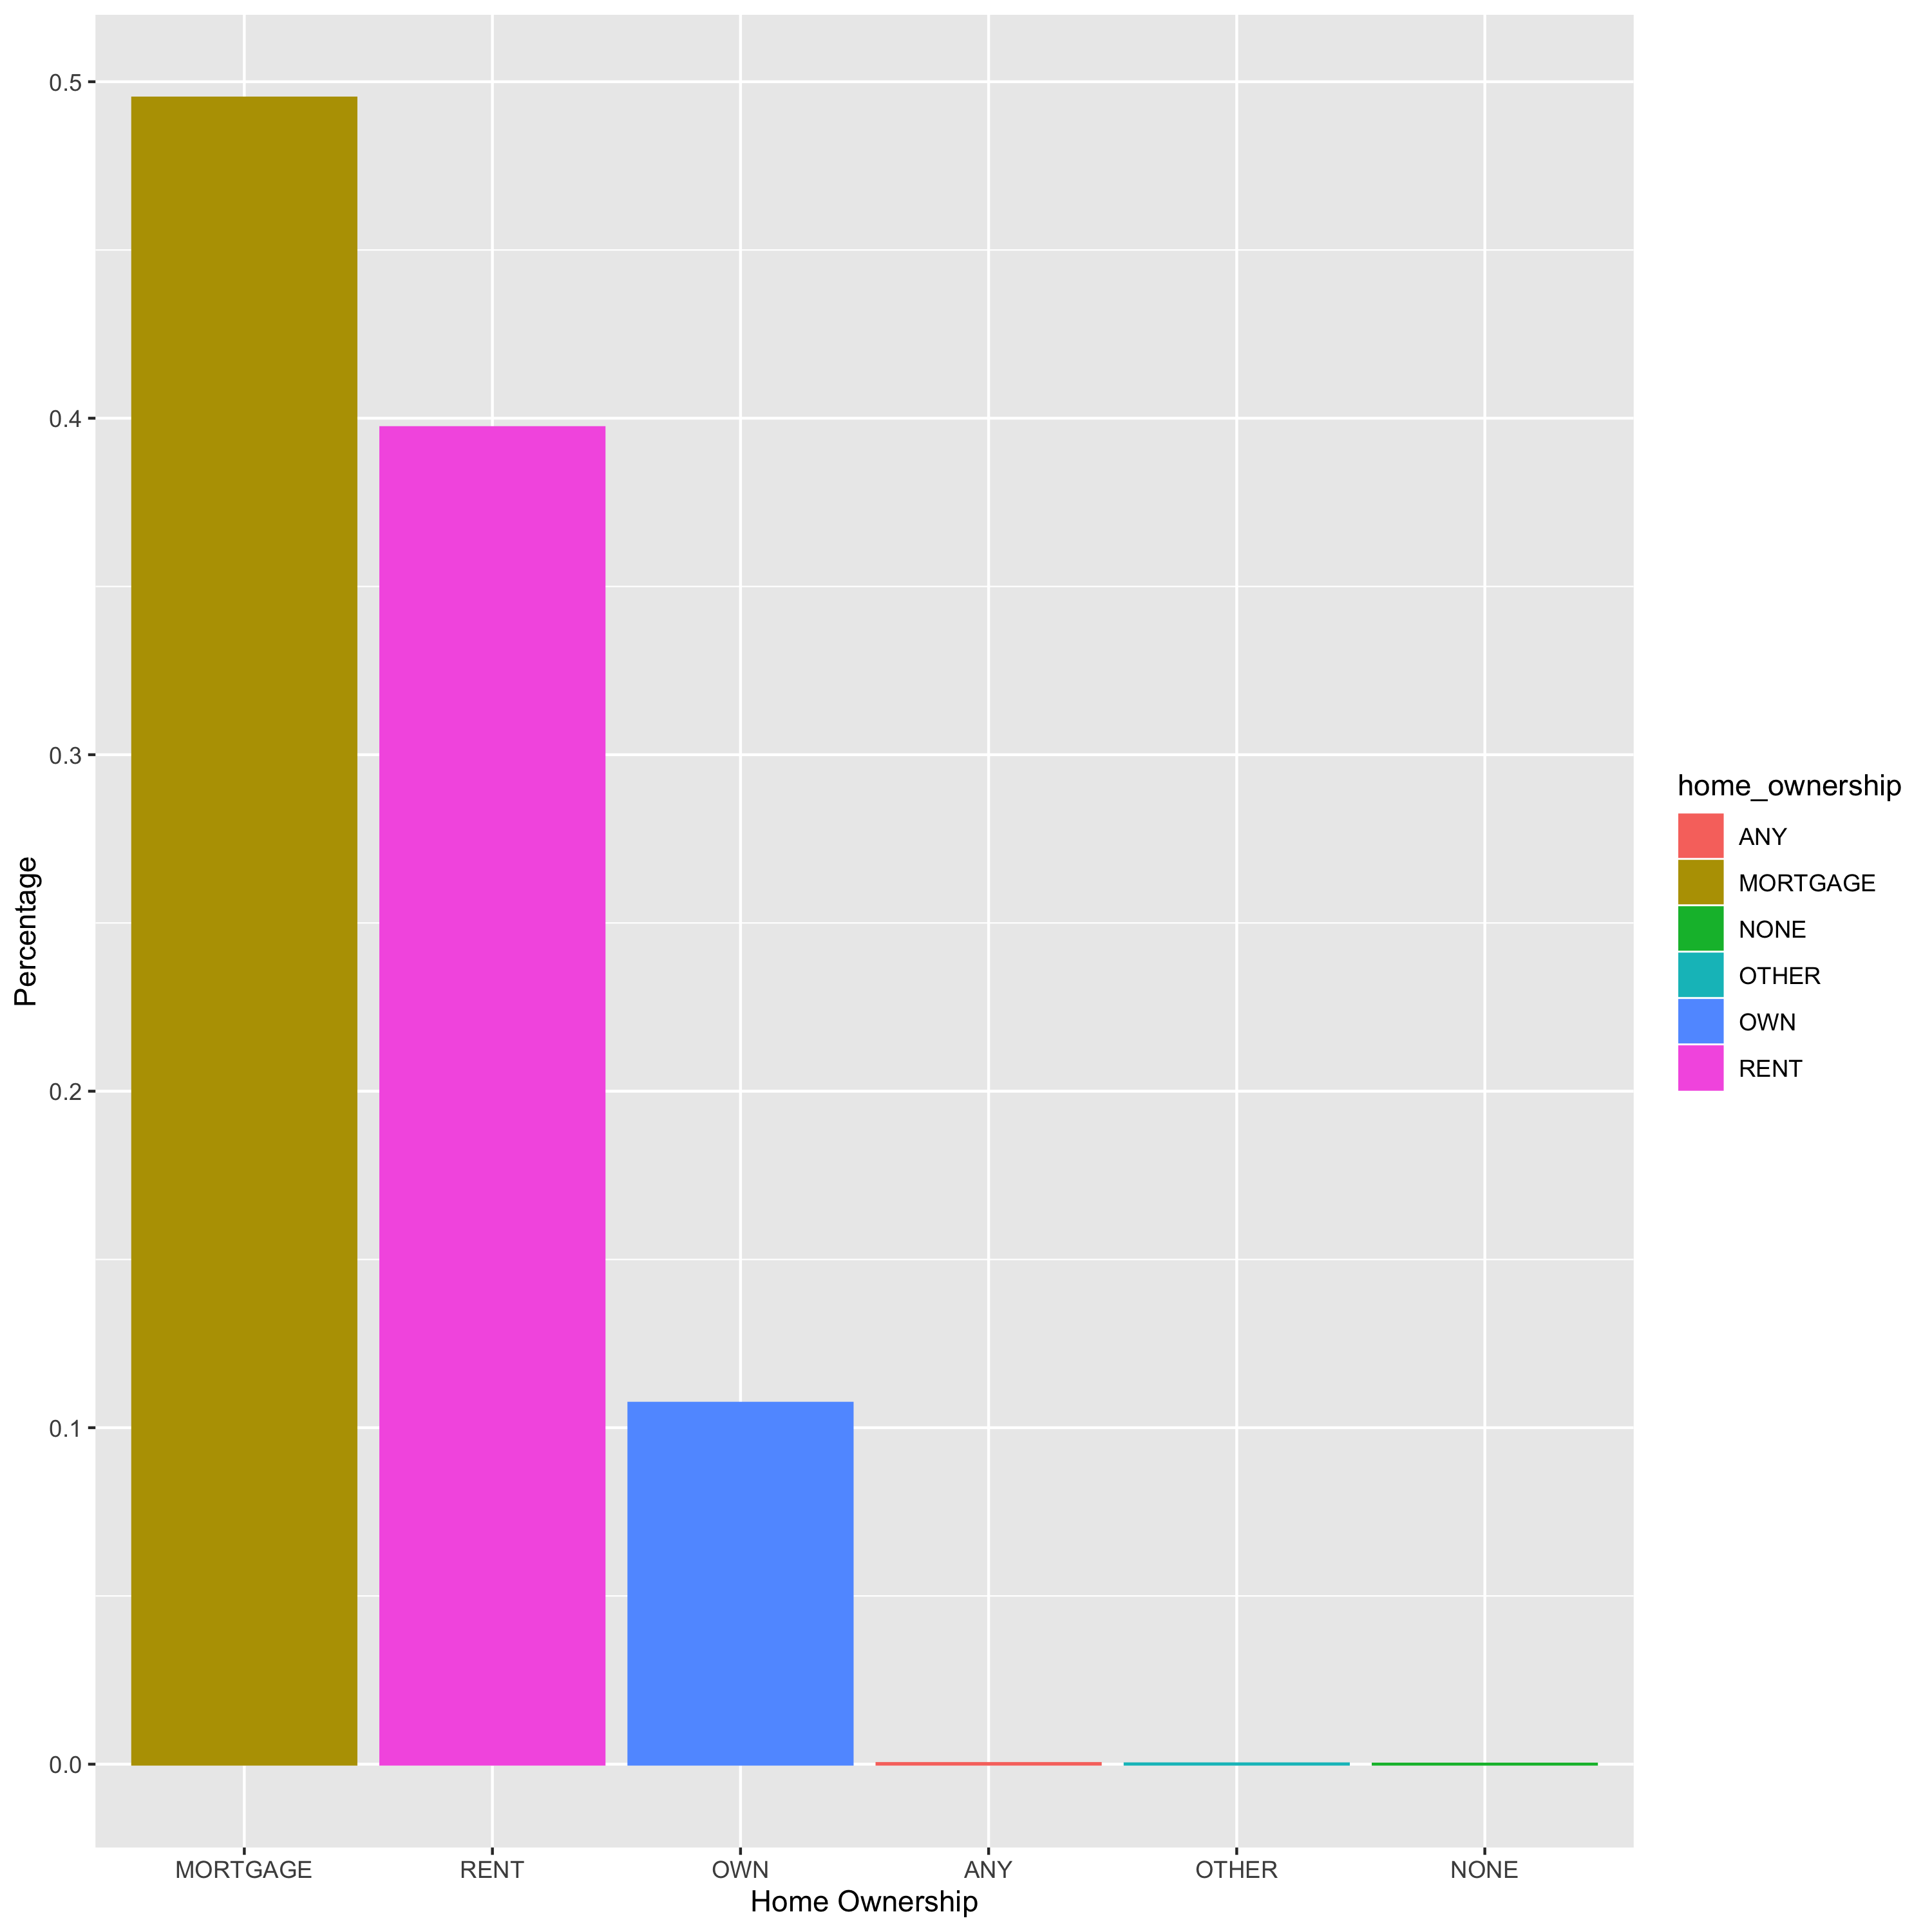 0.5
0.4
0.3
0.2
0.1
0.0
Percentage
MORTGAGE RENT OWN ANY OTHER NONE
Home Ownership
home_ownership
ANY
MORTGAGE
NONE
OTHER
OWN
RENT